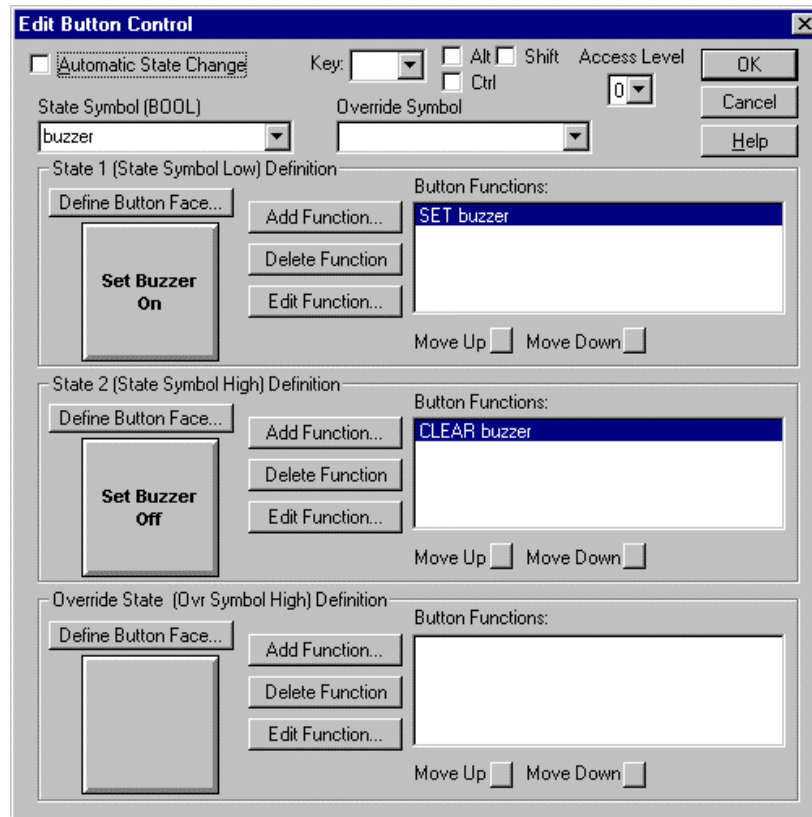 Edit Button Control
Automatic State Change
Key:
Alt
Shift
Ctrl
Access Level
0
OK
Cancel
Help
State Symbol (BOOL)
Override Symbol
buzzer
State 1 (State Symbol Low) Definition
Define Button Face...
Set Buzzer
On
Add Function...
Delete Function
Edit Function...
Button Functions:
SET buzzer
Move Up
Move Down
State 2 (State Symbol High) Definition
Define Button Face...
Set Buzzer
Off
Add Function...
Delete Function
Edit Function...
Button Functions:
CLEAR buzzer
Move Up
Move Down
Override State (Ovr Symbol High) Definition
Define Button Face...
Add Function...
Delete Function
Edit Function...
Button Functions:
Move Up
Move Down